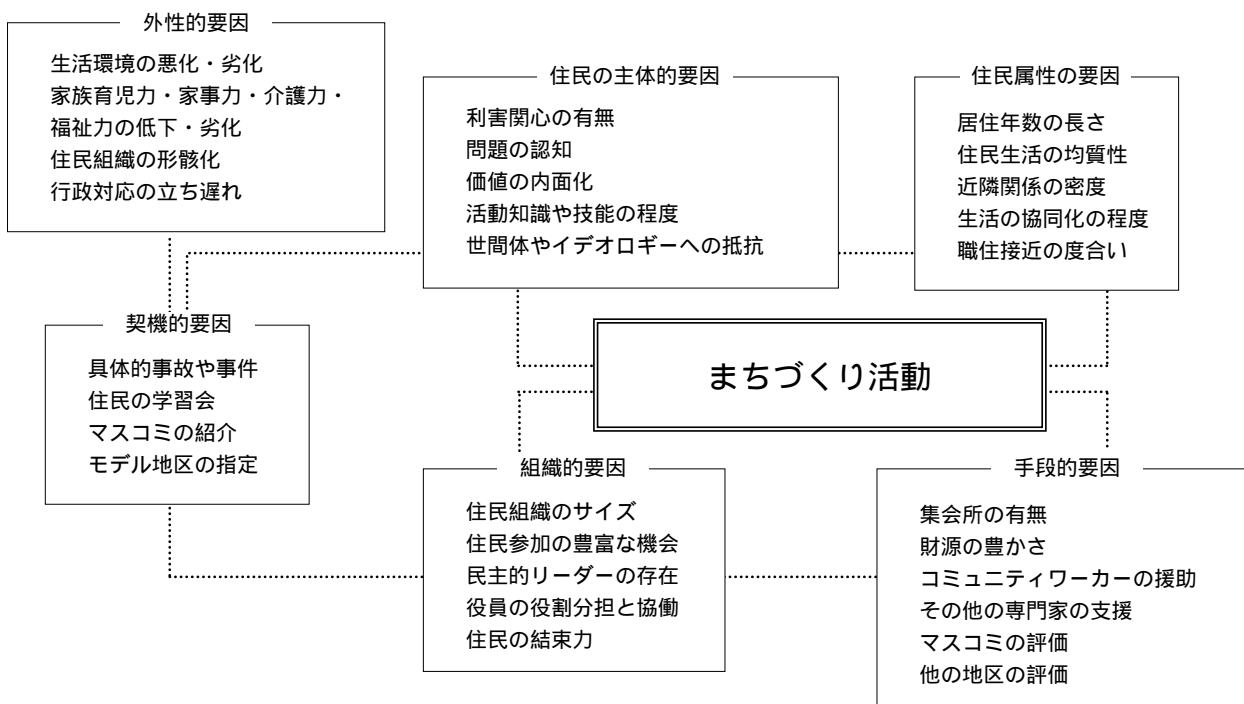 外性的要因
生活環境の悪化・劣化
家族育児力・家事力・介護力・
福祉力の低下・劣化
住民組織の形骸化
行政対応の立ち遅れ
住民の主体的要因
利害関心の有無
問題の認知
価値の内面化
活動知識や技能の程度
世間体やイデオロギーへの抵抗
住民属性の要因
居住年数の長さ
住民生活の均質性
近隣関係の密度
生活の協同化の程度
職住接近の度合い
契機的要因
具体的事故や事件
住民の学習会
マスコミの紹介
モデル地区の指定
まちづくり活動
組織的要因
住民組織のサイズ
住民参加の豊富な機会
民主的リーダーの存在
役員の役割分担と協働
住民の結束力
手段的要因
集会所の有無
財源の豊かさ
コミュニティワーカーの援助
その他の専門家の支援
マスコミの評価
他の地区の評価